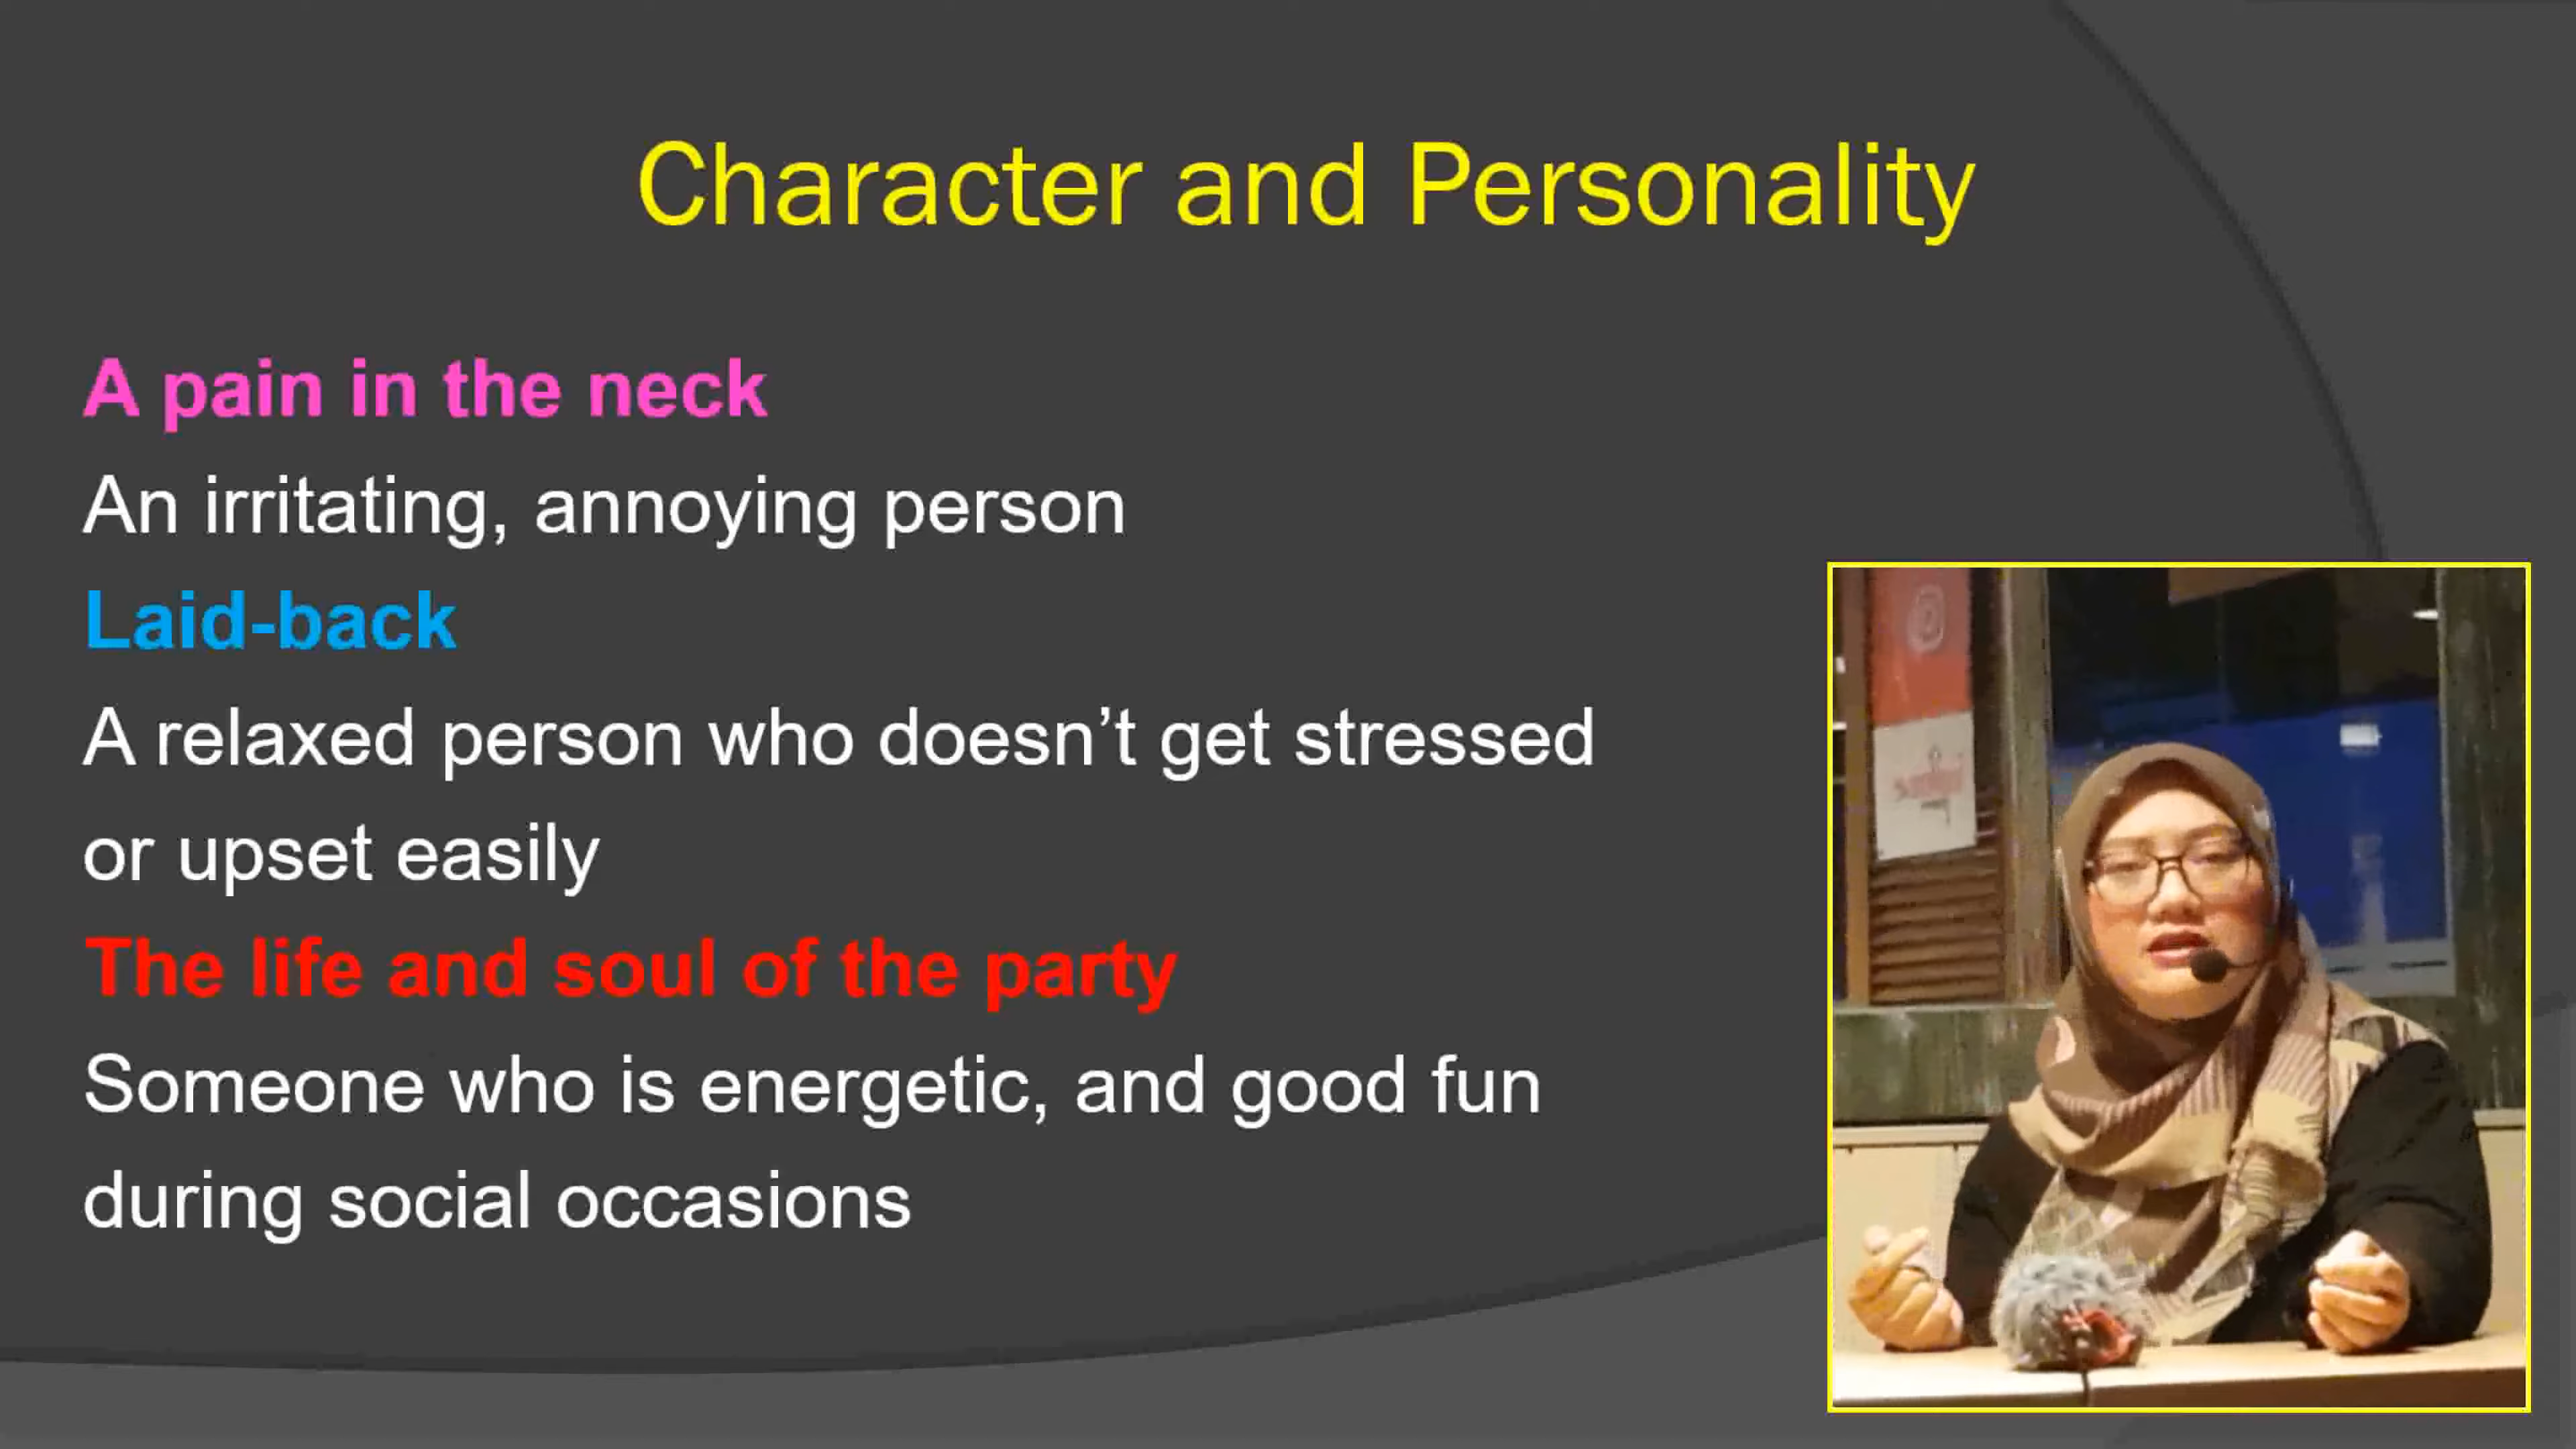 Character and Personality
A pain in the neck
An irritating, annoying person
Laid-back
A relaxed person who doesn’t get stressed
or upset easily
The life and soul of the party
Someone who is energetic, and good fun
during social occasions